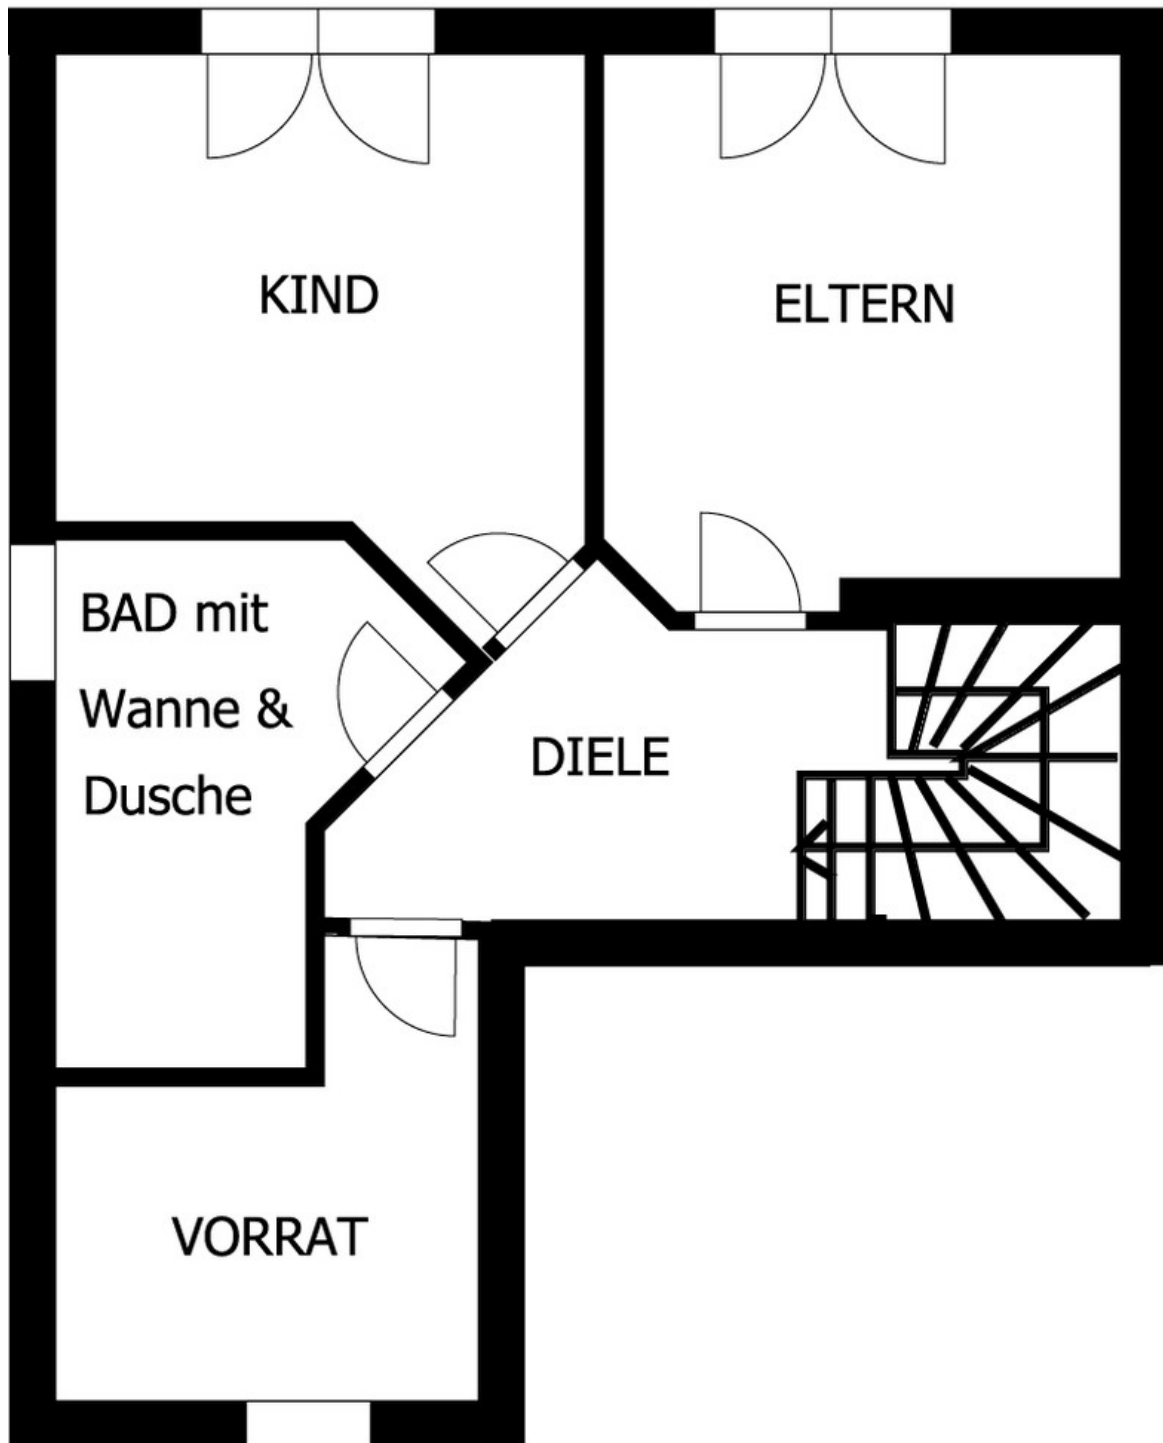 KIND
ELTERN
BAD mit
Wanne &
Dusche
DIELE
VORRAT